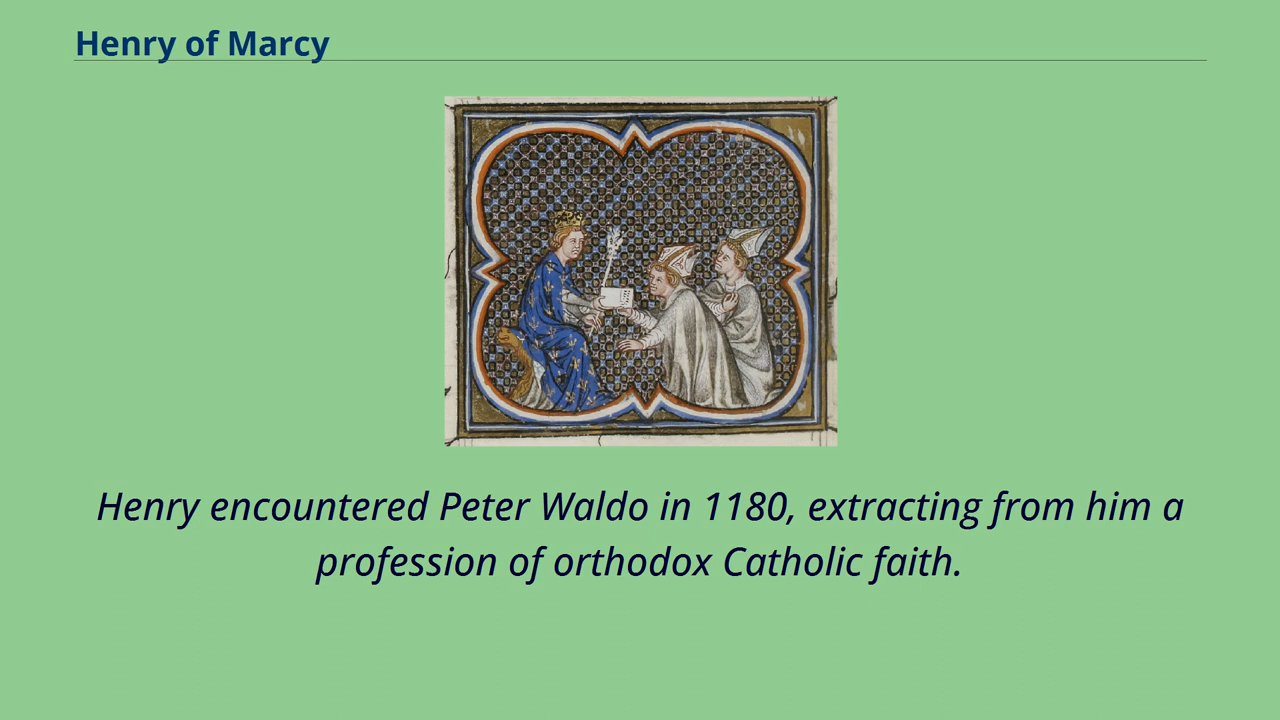 Henry of Marcy
Henry encountered Peter Waldo in 1180, extracting from him a
profession of orthodox Catholic faith.